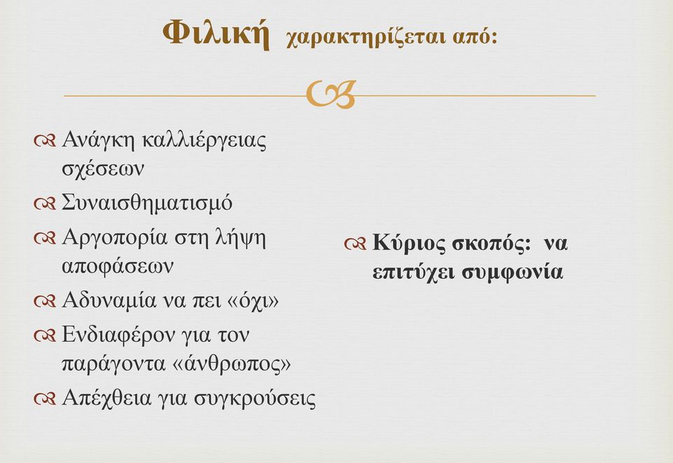 Φιλική χαρακτηρίζεται από:
Ανάγκη καλλιέργειας
σχέσεων
Συναισθηματισμό
Αργοπορία στη λήψη
αποφάσεων
Αδυναμία να πει «όχι»
Ενδιαφέρον για τον
παράγοντα «άνθρωπος»
Απέχθεια για συγκρούσεις
Κύριος σκοπός: να
επιτύχει συμφωνία